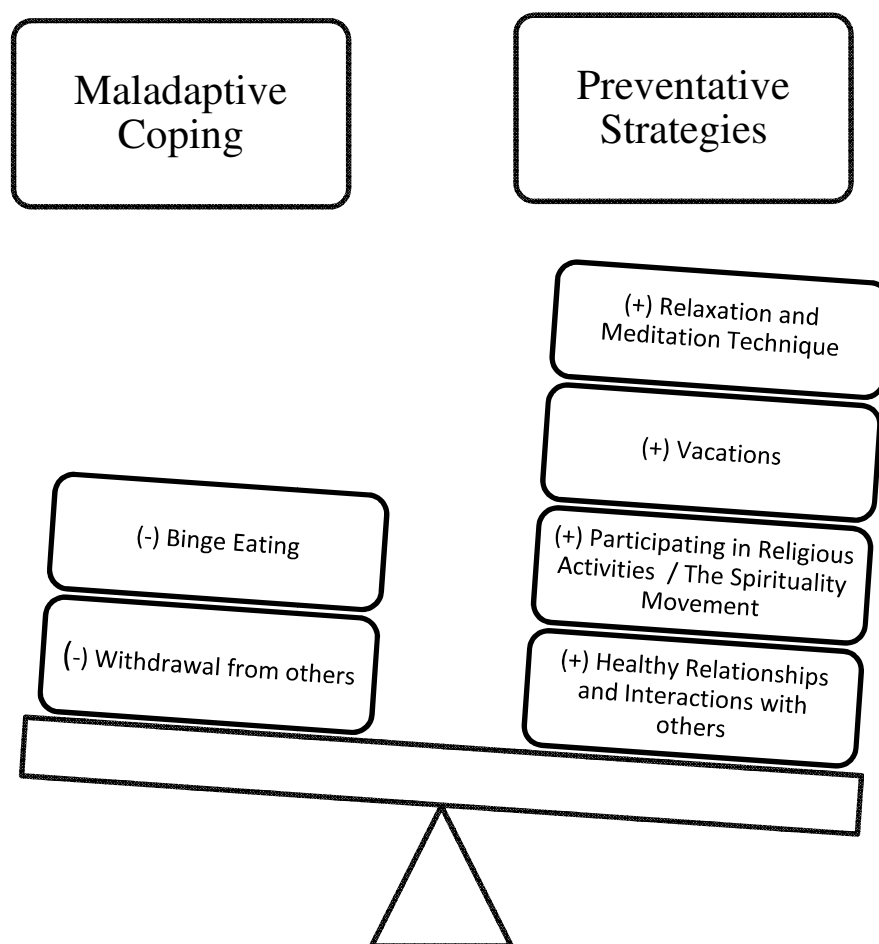 Maladaptive
Coping
Preventative
Strategies
(+) Relaxation and
Meditation Technique
(+) Vacations
(+) Participating in Religious
Activities / The Spirituality
Movement
(+) Healthy Relationships
and Interactions with
others
(-) Binge Eating
(-) Withdrawal from others